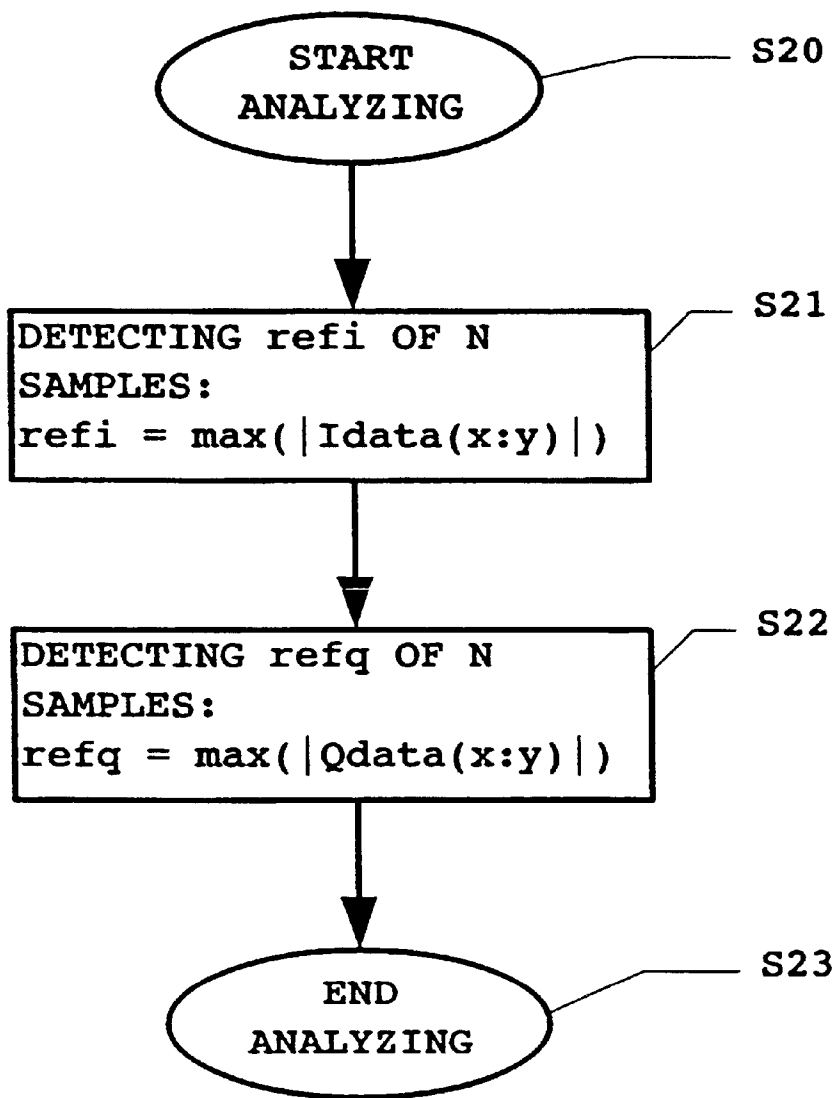 START
ANALYZING
S20
DETECTING refi OF N
SAMPLES:
refi = max(|Idata(x:y)|)
S21
DETECTING refq OF N
SAMPLES:
refq = max(|Qdata(x:y)|)
S22
END
ANALYZING
S23